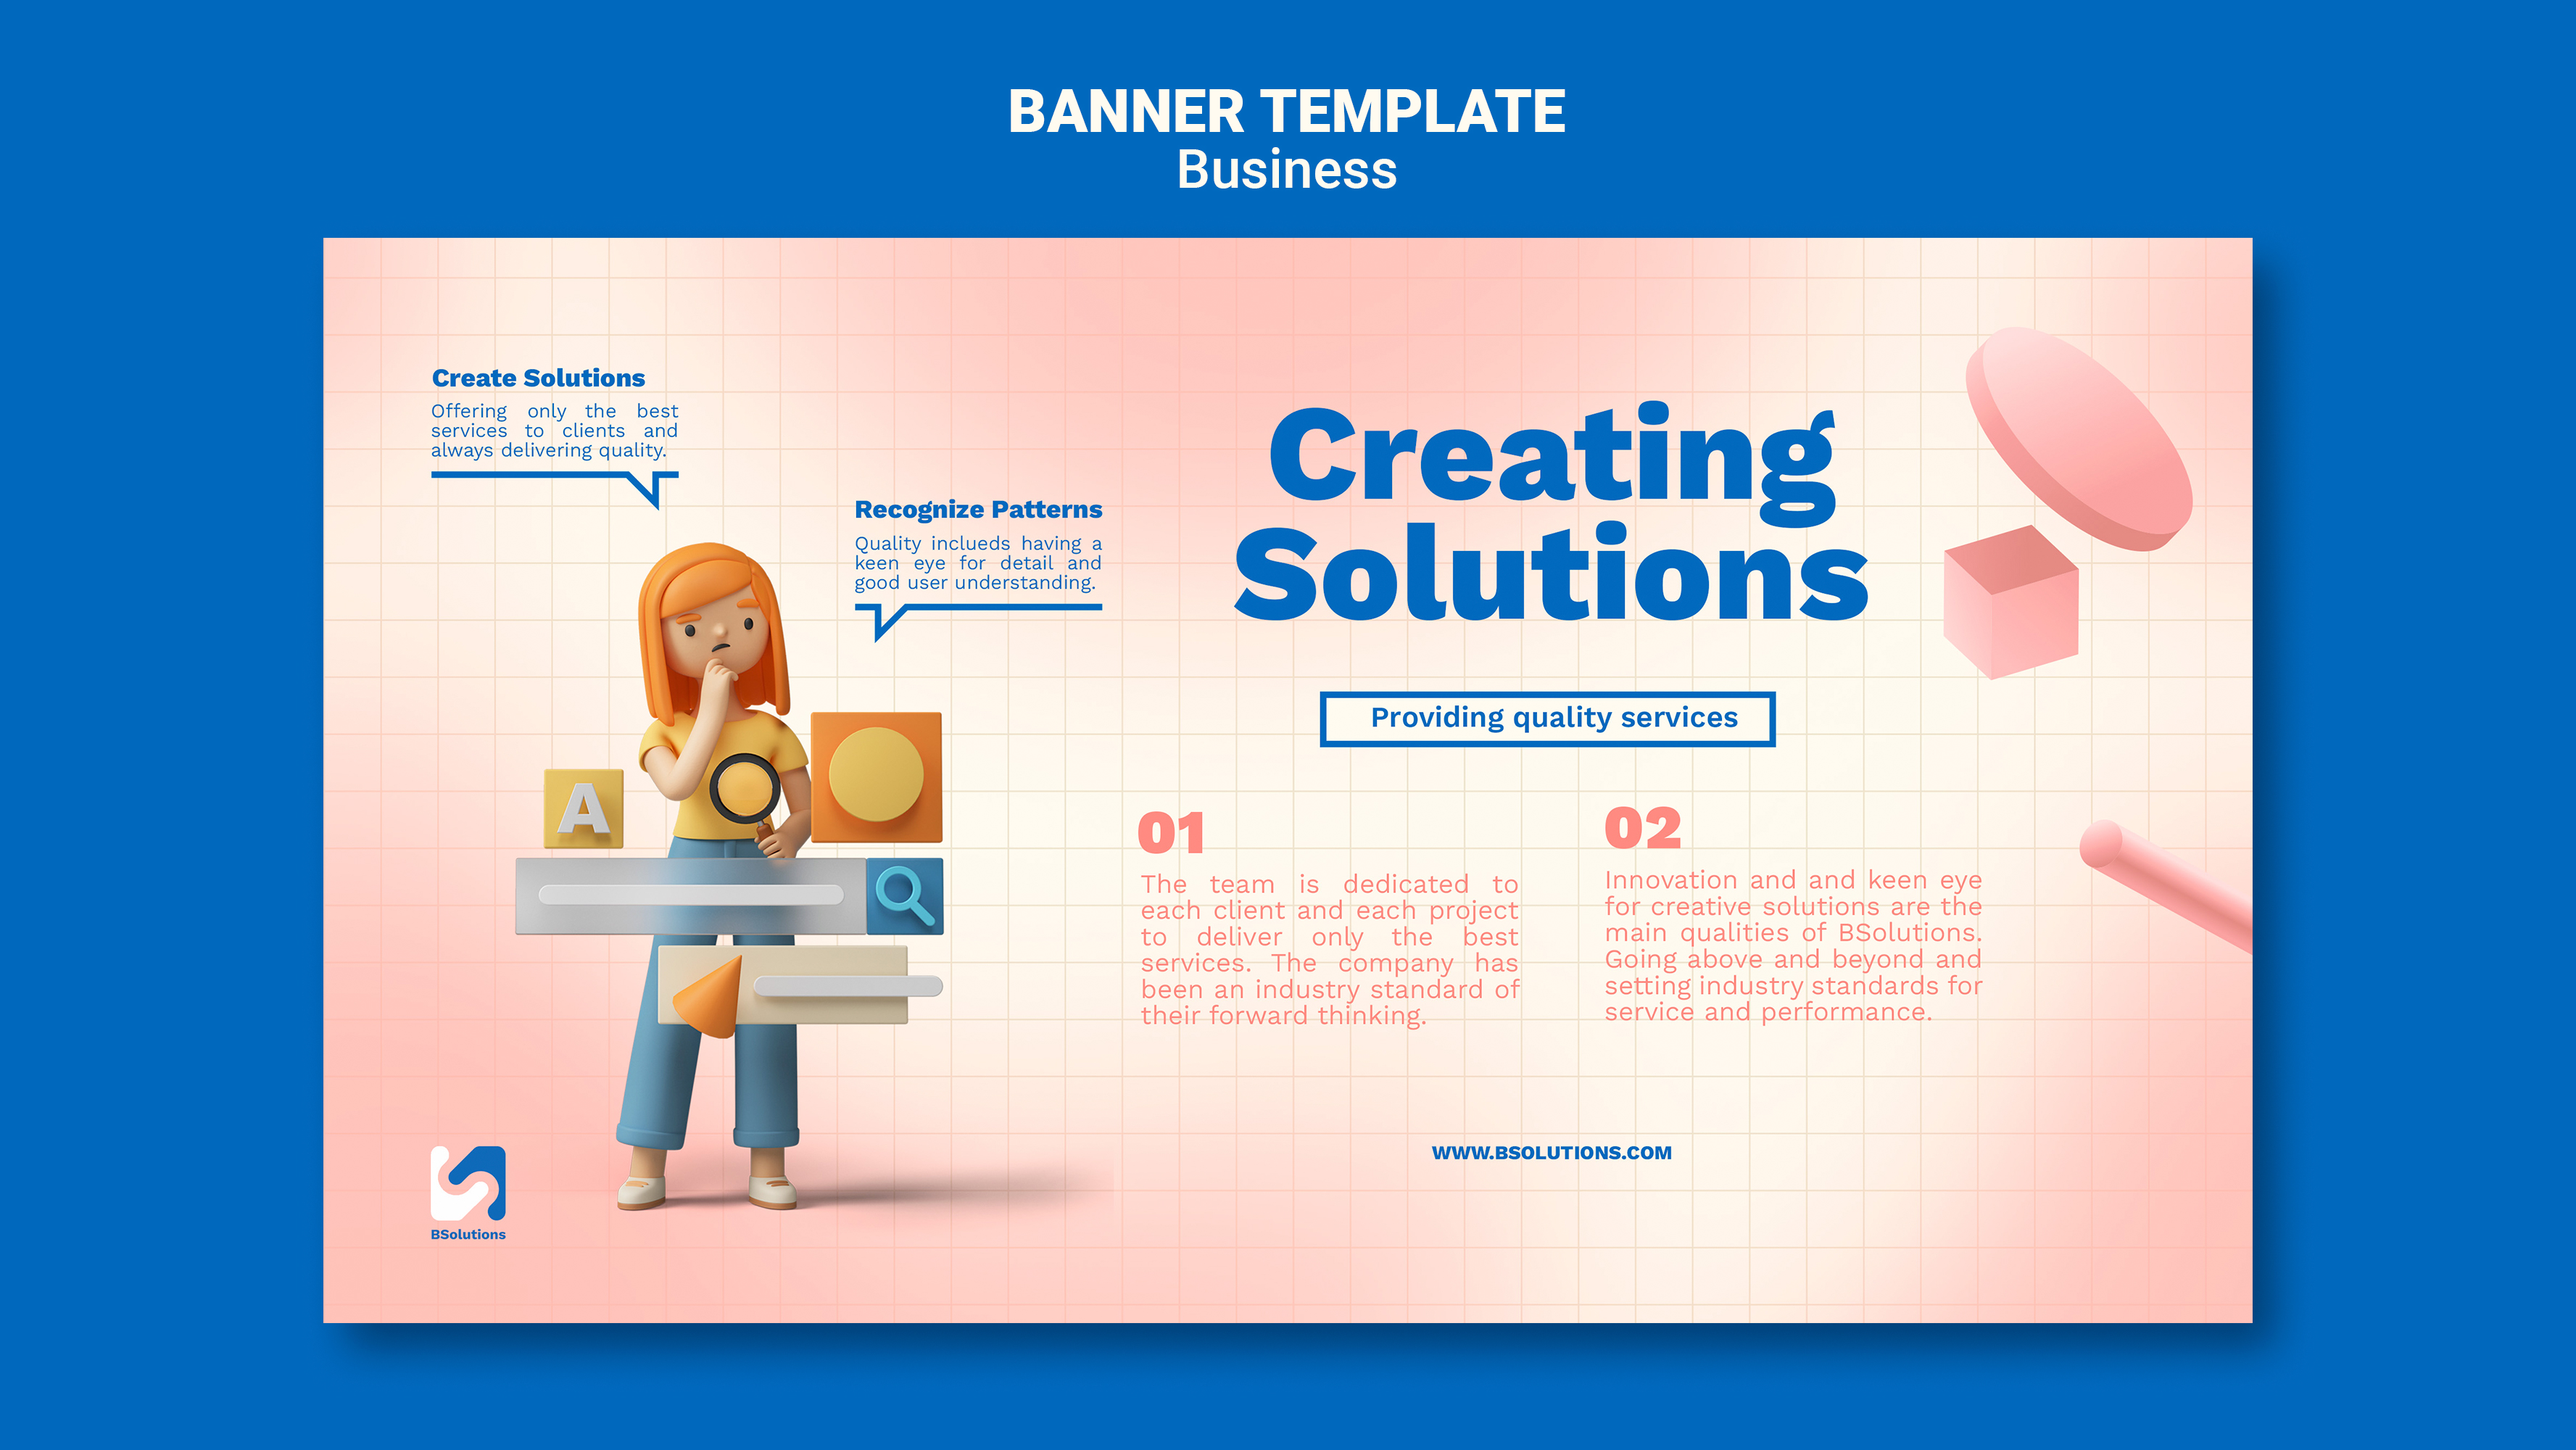 BANNER TEMPLATE
Business
Create Solutions
Offering only the best
services to clients and
always delivering quality.
Recognize Patterns
Quality inclueds having a
keen eye for detail and
good user understanding.
A
Creating
Solutions
Providing quality services
01
The team is dedicated to
each client and each project
to deliver only the best
services. The company has
been an industry standard of
their forward thinking.
02
Innovation and and keen eye
for creative solutions are the
main qualities of BSolutions.
Going above and beyond and
setting industry standards for
service and performance.
WWW.BSOLUTIONS.COM
BSolutions